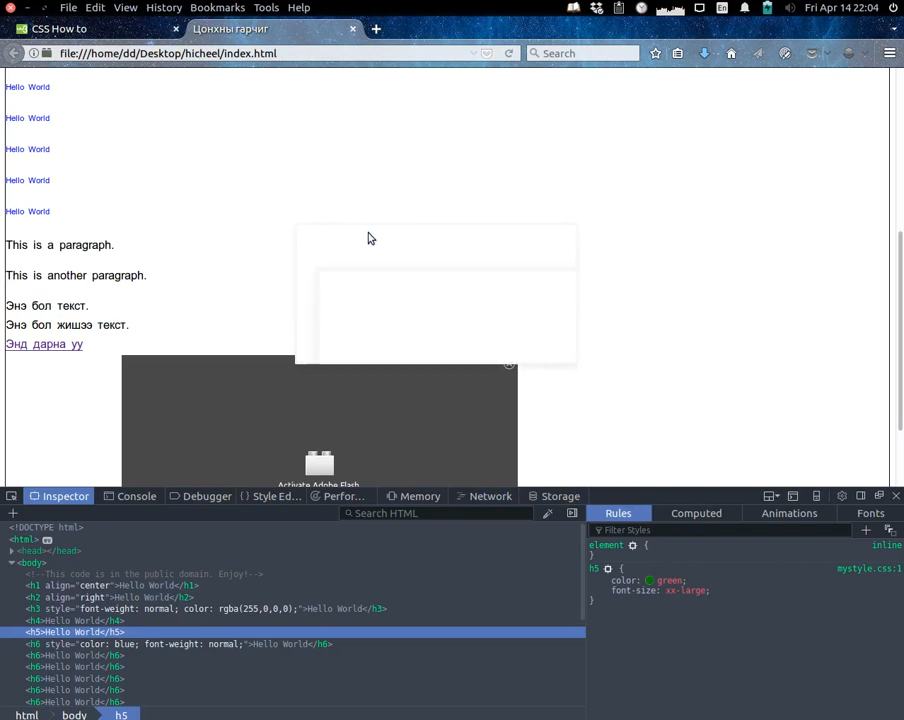 File Edit View History Bookmarks Tools Help
En Fri Apr 14 22:04
CSS How to
Цонхны гарчиг
file:///home/dd/Desktop/hicheel/index.html
Search
Hello World
Hello World
Hello World
Hello World
Hello World
This is a paragraph.
This is another paragraph.
Энэ бол текст.
Энэ бол жишээ текст.
Энд дарна уу
Activate Adobe Flash
Inspector Console Debugger Style Ed... Perfor... Memory Network Storage
Search HTML
<!DOCTYPE html>
<html> ev
<head></head>
<body>
<!--This code is in the public domain. Enjoy!-->
<h1 align="center">Hello World</h1>
<h2 align="right">Hello World</h2>
<h3 style="font-weight: normal; color: rgba(255,0,0,0);">Hello World</h3>
<h4>Hello World</h4>
<h5>Hello World</h5>
<h6 style="color: blue; font-weight: normal;">Hello World</h6>
<h6>Hello World</h6>
<h6>Hello World</h6>
<h6>Hello World</h6>
<h6>Hello World</h6>
<h6>Hello World</h6>
html body h5
Rules Computed Animations Fonts
Filter Styles
element { inline
}
h5 { mystyle.css:1
color: green;
font-size: xx-large;
}